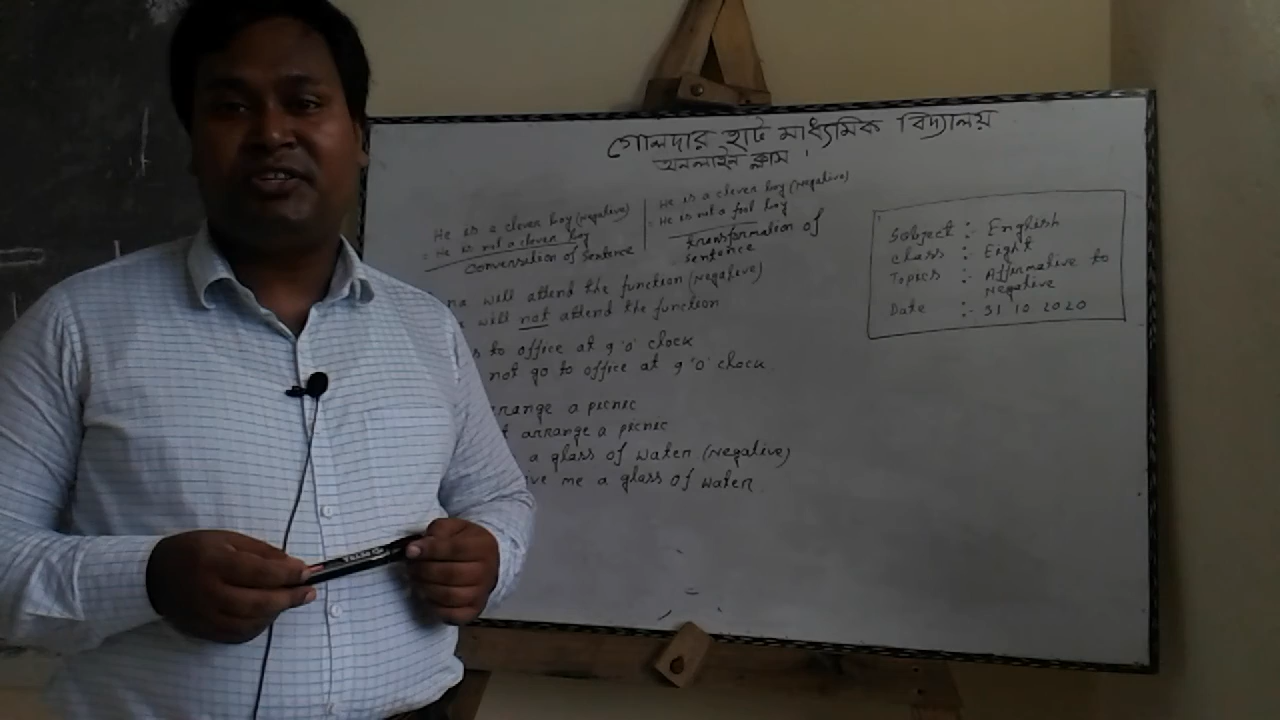 গোলদার হাট মাধ্যমিক বিদ্যালয়
অনলাইন ক্লাস।
He is a clever boy (Negative)
= He is not a clever boy
Conversation of Sentence
He is a clever boy (Negative)
= He is not a fool boy
transformation of
sentence
will attend the function (Negative)
will not attend the function
to office at 9 'o' clock
not go to office at 9 'o' clock.
a picnic
arrange a picnic
a glass of water (Negative)
me a glass of water.
Subject :- English
Class :- Eight
Topics :- Affirmative to
Negative
Date :- 31 10 2020